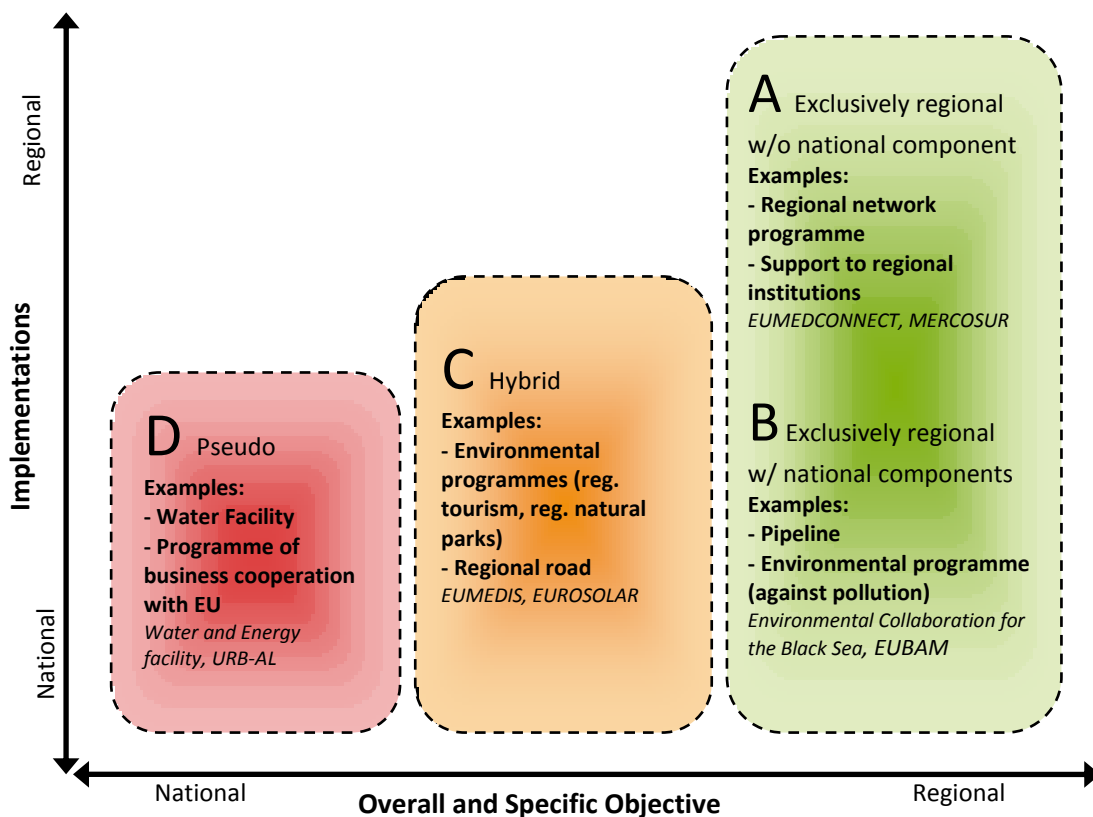 Regional
Implementations
National
A Exclusively regional
w/o national component
Examples:
- Regional network
programme
- Support to regional
institutions
EUMEDCONNECT, MERCOSUR
B Exclusively regional
w/ national components
Examples:
- Pipeline
- Environmental programme
(against pollution)
Environmental Collaboration for
the Black Sea, EUBAM
C Hybrid
Examples:
- Environmental
programmes (reg.
tourism, reg. natural
parks)
- Regional road
EUMEDIS, EUROSOLAR
D Pseudo
Examples:
- Water Facility
- Programme of
business cooperation
with EU
Water and Energy
facility, URB-AL
National
Overall and Specific Objective
Regional